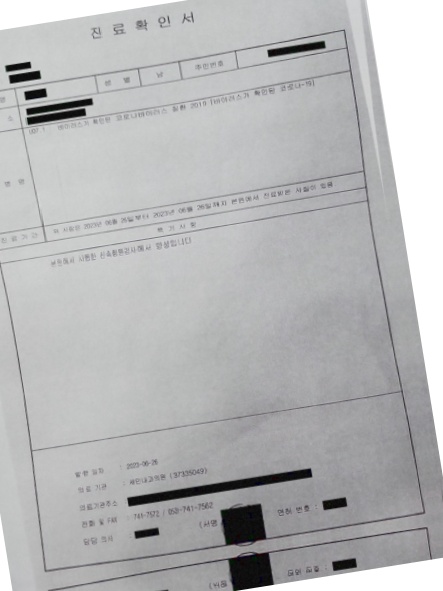 진 료 확 인 서
명
성 별
남
주민번호
소
U07.1 바이러스가 확인된 코로나바이러스 질환 2019 [바이러스가 확인된 코로나-19]
병 명
진 료 기 간
위 사람은 2023년 06월 26일부터 2023년 06월 26일까지 본원에서 진료받은 사실이 있음
특 기 사 항
본원에서 시행한 신속항원검사에서 양성입니다
발 행 일 자 : 2023-06-26
의 료 기 관 : 세민내과의원 (37335049)
의료기관주소
전화 및 FAX : 741-7572 / 052-741-7562
담당 의사 : (서명
면허 번호 :
(서명